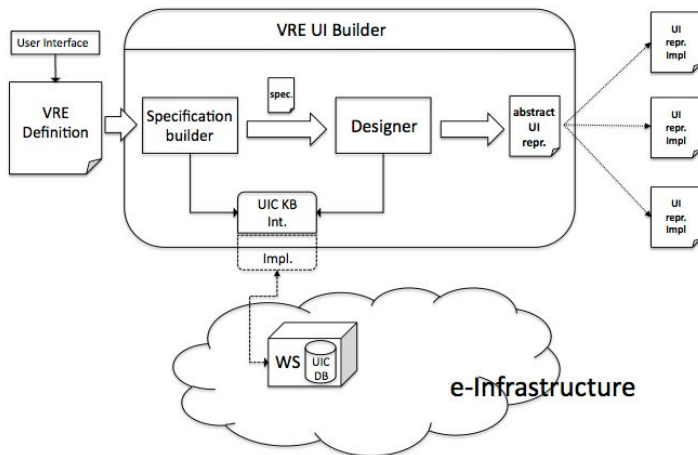 VRE UI Builder
User Interface
VRE
Definition
Specification
builder
spec.
Designer
abstract
UI
repr.
UI
repr.
Impl
UI
repr.
Impl
UI
repr.
Impl
UIC KB
Int.
Impl.
WS
UIC
DB
e-Infrastructure